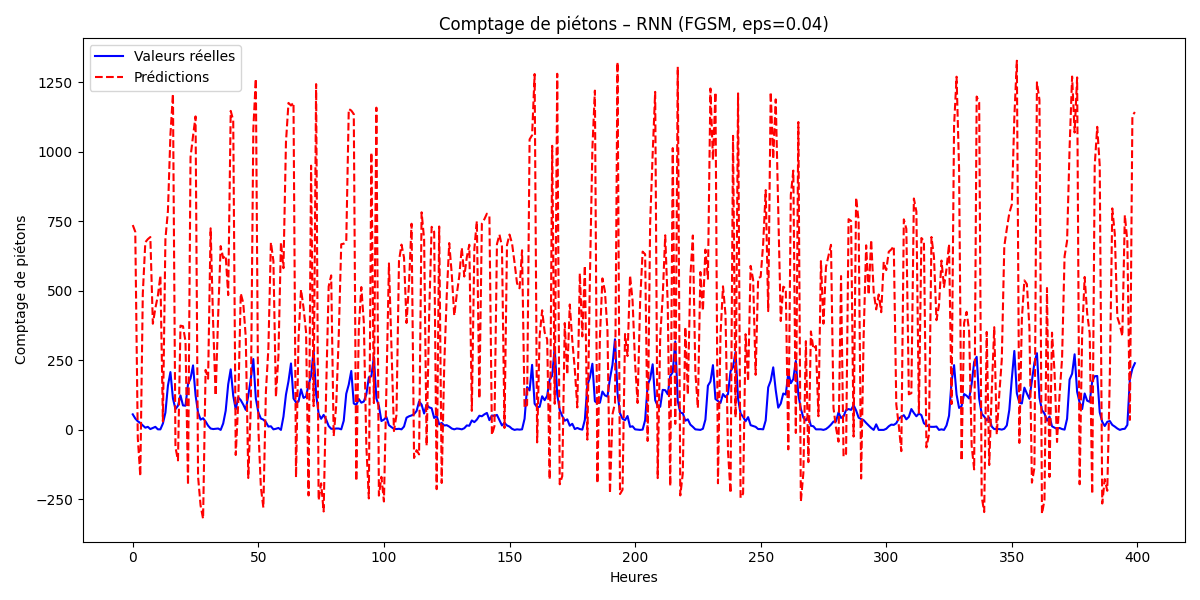 Comptage de piétons – RNN (FGSM, eps=0.04)
Valeurs réelles
Prédictions
Comptage de piétons
1250
1000
750
500
250
0
−250
0 50 100 150 200 250 300 350 400
Heures